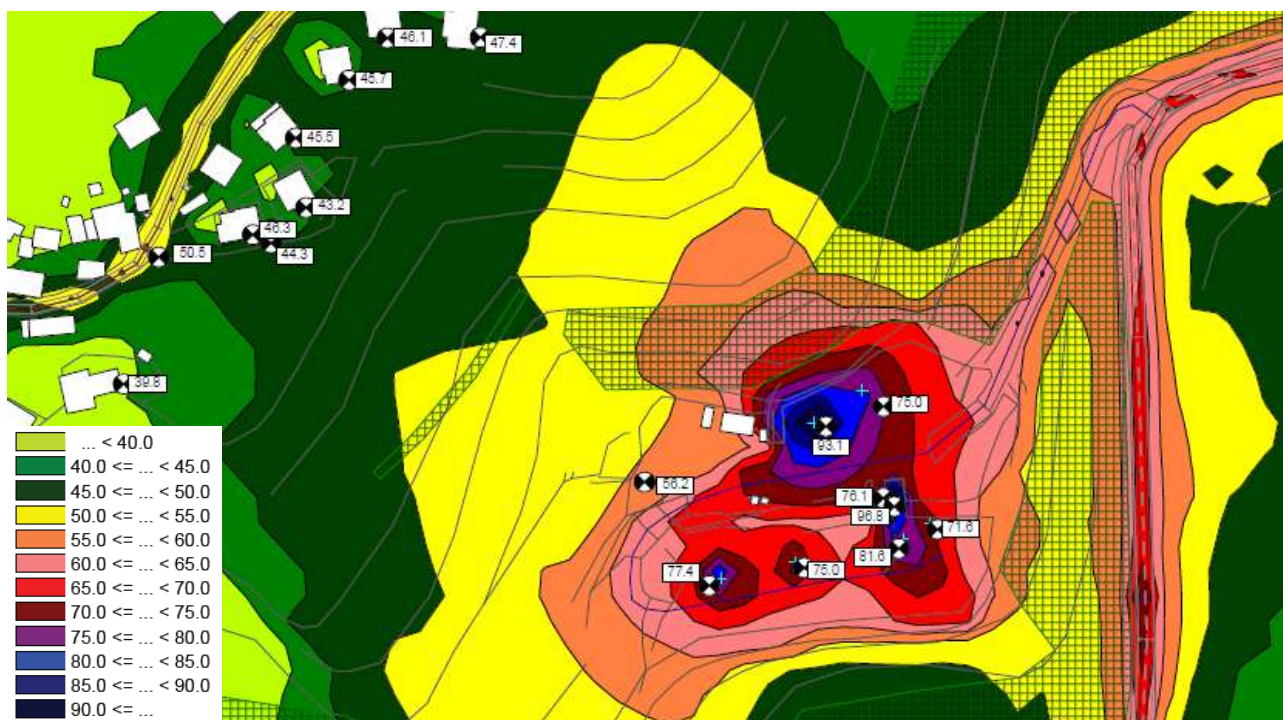 46.1
47.4
45.7
45.5
43.2
46.3
44.3
50.5
39.8
75.0
93.1
56.2
76.1
96.8
71.6
81.6
77.4
75.0
... < 40.0
40.0 <= ... < 45.0
45.0 <= ... < 50.0
50.0 <= ... < 55.0
55.0 <= ... < 60.0
60.0 <= ... < 65.0
65.0 <= ... < 70.0
70.0 <= ... < 75.0
75.0 <= ... < 80.0
80.0 <= ... < 85.0
85.0 <= ... < 90.0
90.0 <= ...